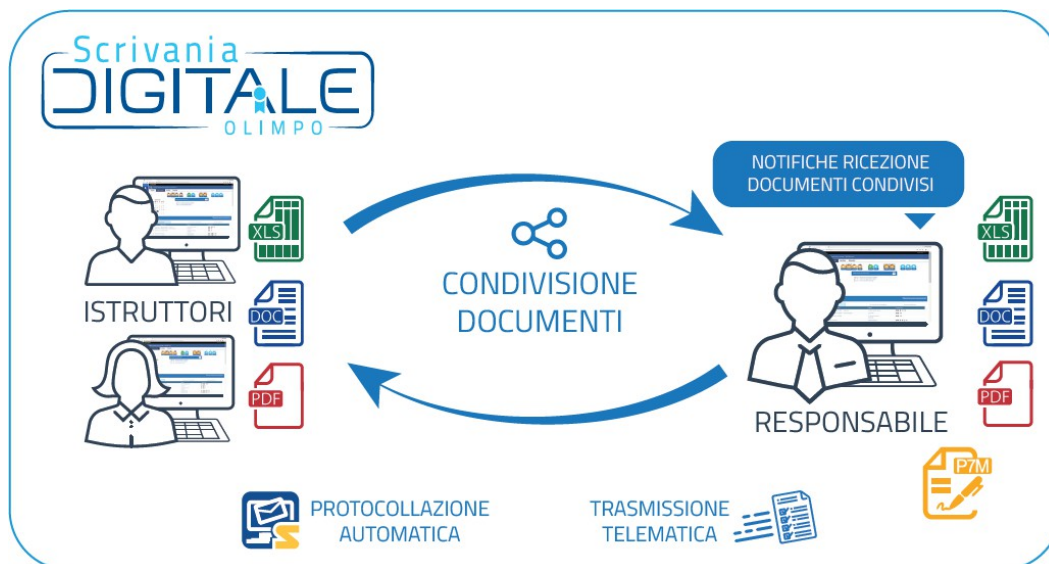 Scrivania
DIGITALE
OLIMPO
NOTIFICHE RICEZIONE
DOCUMENTI CONDIVISI
XLS
DOC
PDF
ISTRUTTORI
CONDIVISIONE
DOCUMENTI
XLS
DOC
PDF
RESPONSABILE
P7M
PROTOCOLLAZIONE
AUTOMATICA
S
TRASMISSIONE
TELEMATICA